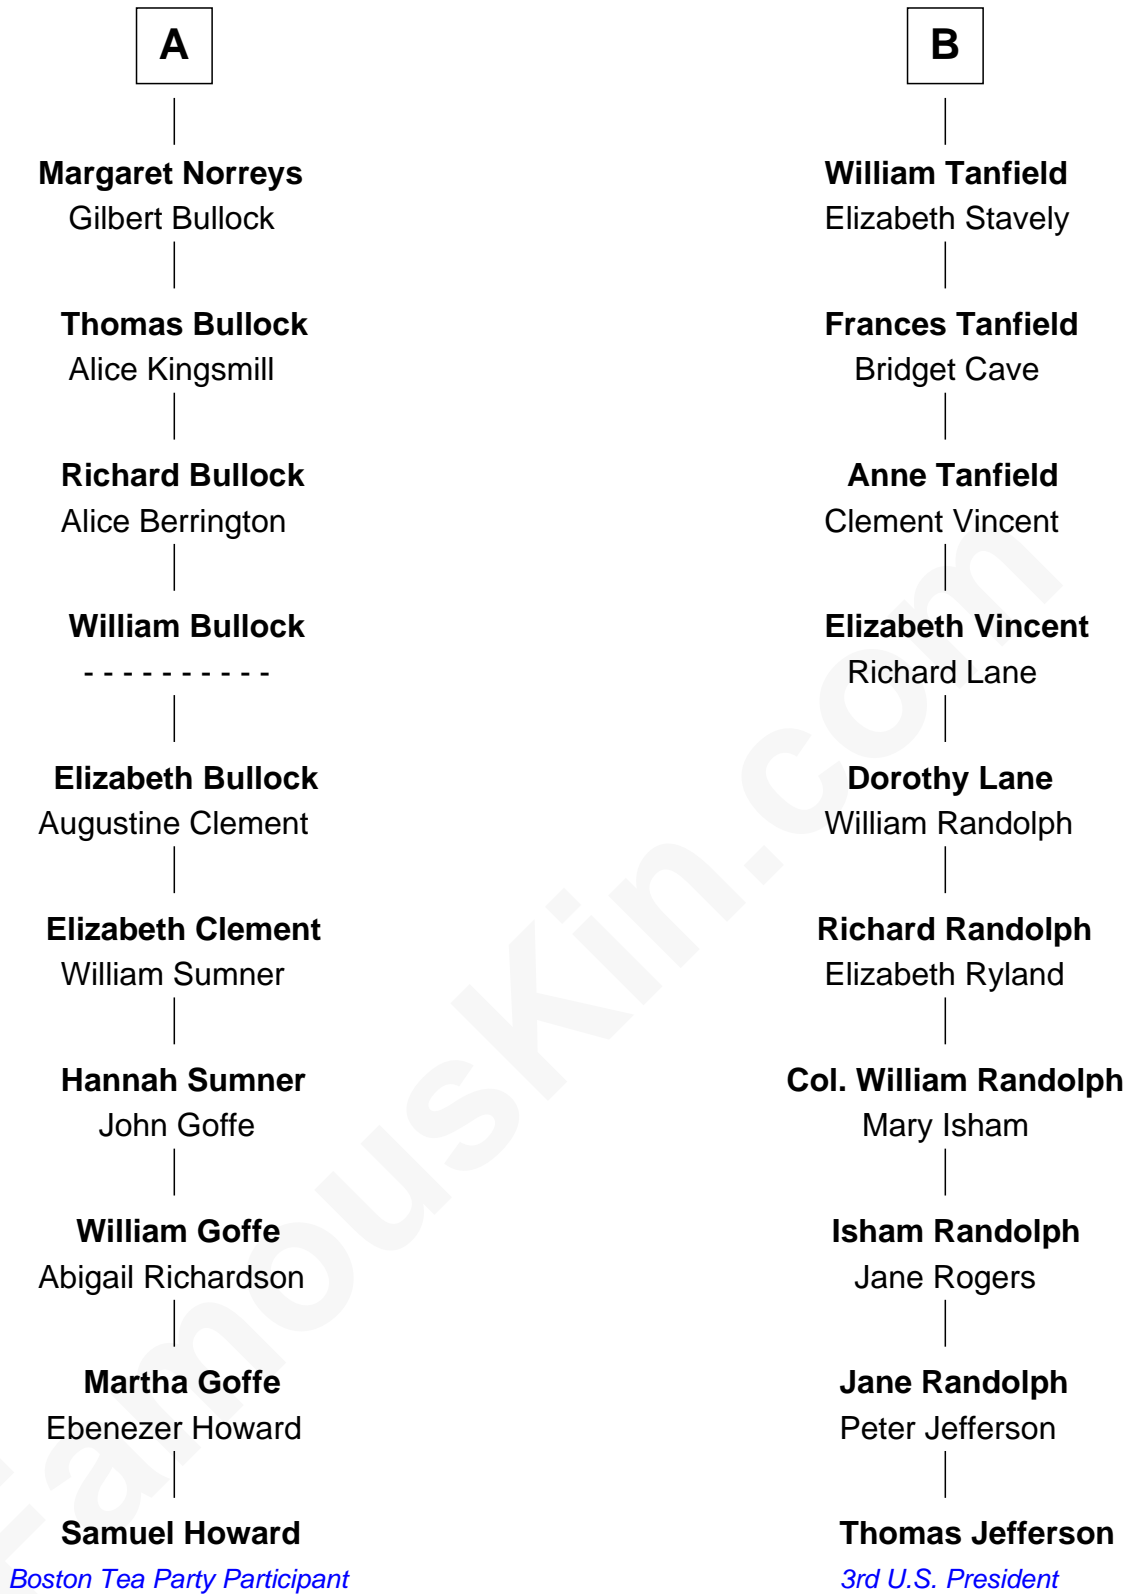 A
Margaret Norreys
Gilbert Bullock
Thomas Bullock
Alice Kingsmill
Richard Bullock
Alice Berrington
William Bullock
- - - - - - - - - -
Elizabeth Bullock
Augustine Clement
Elizabeth Clement
William Sumner
Hannah Sumner
John Goffe
William Goffe
Abigail Richardson
Martha Goffe
Ebenezer Howard
Samuel Howard
Boston Tea Party Participant
B
William Tanfield
Elizabeth Stavely
Frances Tanfield
Bridget Cave
Anne Tanfield
Clement Vincent
Elizabeth Vincent
Richard Lane
Dorothy Lane
William Randolph
Richard Randolph
Elizabeth Ryland
Col. William Randolph
Mary Isham
Isham Randolph
Jane Rogers
Jane Randolph
Peter Jefferson
Thomas Jefferson
3rd U.S. President
FamousKin.com